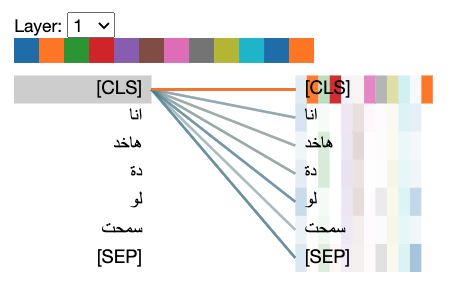 Layer: 1
[CLS] [CLS]
انا انا
هاخد هاخد
دة دة
لو لو
سمحت سمحت
[SEP] [SEP]